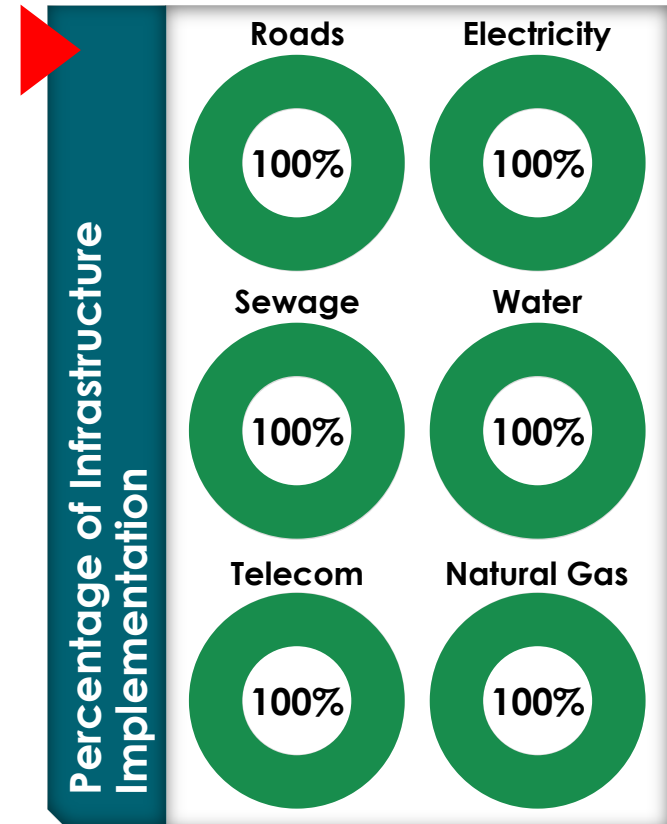 Percentage of Infrastructure
Implementation
Roads
Electricity
100%
100%
Sewage
Water
100%
100%
Telecom
Natural Gas
100%
100%